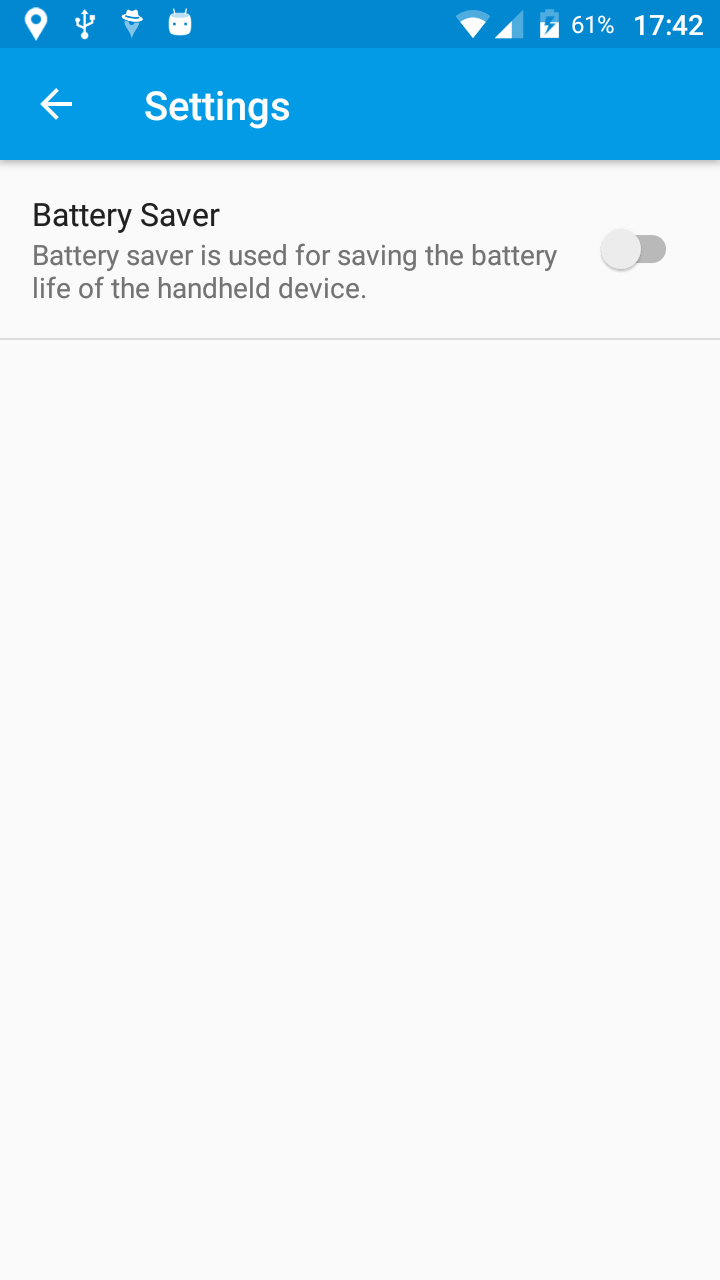 61% 17:42
Settings
Battery Saver
Battery saver is used for saving the battery
life of the handheld device.